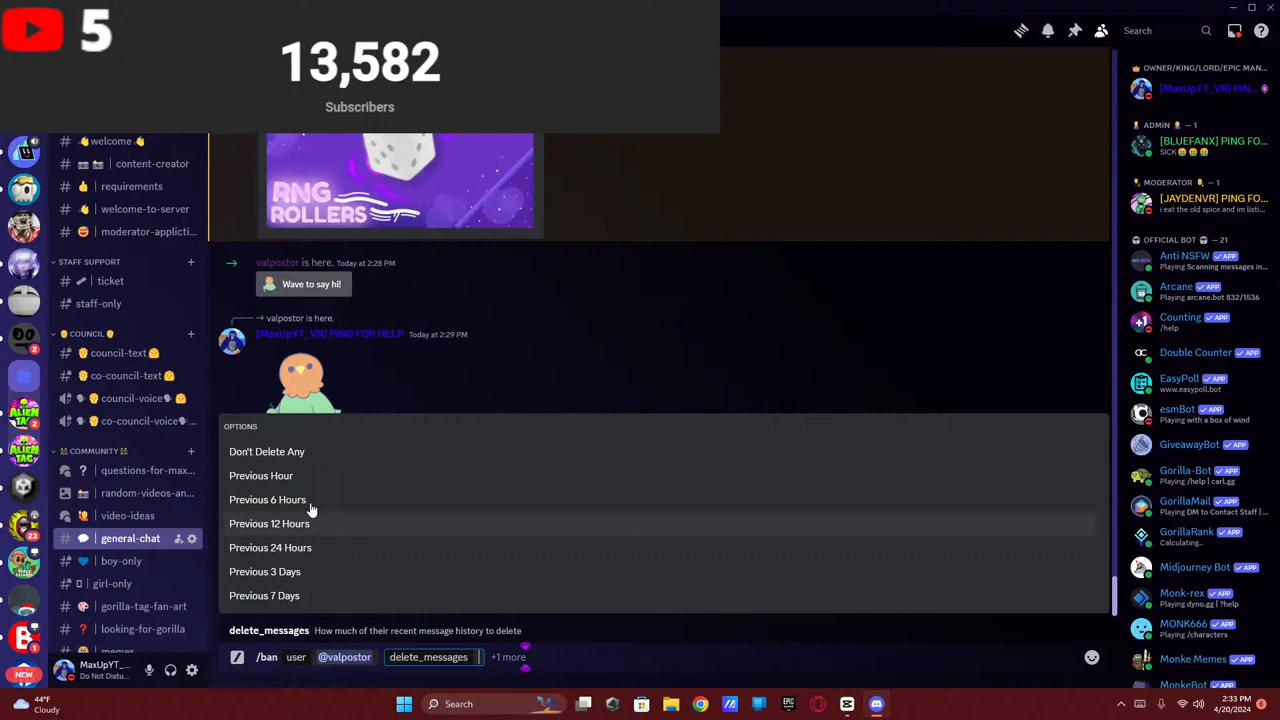 5
13,582
Subscribers
Search
welcome
content-creator
requirements
welcome-to-server
moderator-applicti...
STAFF SUPPORT
ticket
staff-only
COUNCIL
council-text
co-council-text
council-voice
co-council-voice
COMMUNITY
questions-for-max...
random-videos-an...
video-ideas
general-chat
boy-only
girl-only
gorilla-tag-fan-art
looking-for-gorilla
memes
2
2
23
1
NEW
MaxUpYT_...
Do Not Distu...
RNG
ROLLERS
valpostor is here. Today at 2:28 PM
Wave to say hi!
valpostor is here.
[MaxUpYT_VR] PING FOR HELP Today at 2:29 PM
OPTIONS
Don't Delete Any
Previous Hour
Previous 6 Hours
Previous 12 Hours
Previous 24 Hours
Previous 3 Days
Previous 7 Days
delete_messages How much of their recent message history to delete
/ban user @valpostor delete_messages +1 more
OWNER/KING/LORD/EPIC MAN...
[MaxUpYT_VR] PIN...
ADMIN — 1
[BLUEFANX] PING FO...
SICK
MODERATOR — 1
[JAYDENVR] PING FO...
i eat the old spice and im listi...
OFFICIAL BOT — 21
Anti NSFW APP
Playing Scanning messages in...
Arcane APP
Playing arcane.bot 832/1536
Counting APP
/help
Double Counter APP
EasyPoll APP
www.easypoll.bot
esmBot APP
Playing with a box of wind
GiveawayBot APP
Gorilla-Bot APP
Playing /help | carl.gg
GorillaMail APP
Playing DM to Contact Staff | ...
GorillaRank APP
Calculating..
Midjourney Bot APP
Monk-rex APP
Playing dyno.gg | ?help
MONK666 APP
Playing /characters
Monke Memes APP
MonkeBot APP
44°F
Cloudy
Search
2:33 PM
4/20/2024